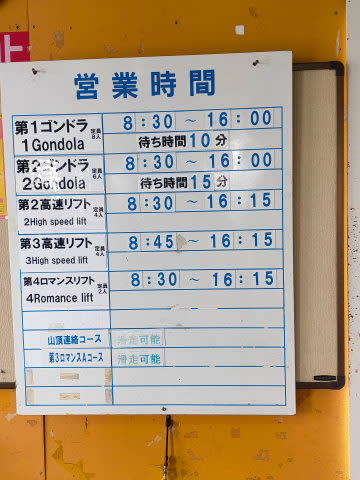 営業時間
第1ゴンドラ 定員8人 8:30 ～ 16:00
1Gondola 待ち時間10分
第2ゴンドラ 定員6人 8:30 ～ 16:00
2Gondola 待ち時間15分
第2高速リフト 定員4人 8:30 ～ 16:15
2High speed lift
第3高速リフト 定員4人 8:45 ～ 16:15
3High speed lift
第4ロマンスリフト 定員2人 8:30 ～ 16:15
4Romance lift
山頂連絡コース 滑走可能
第3ロマンスAコース 滑走可能